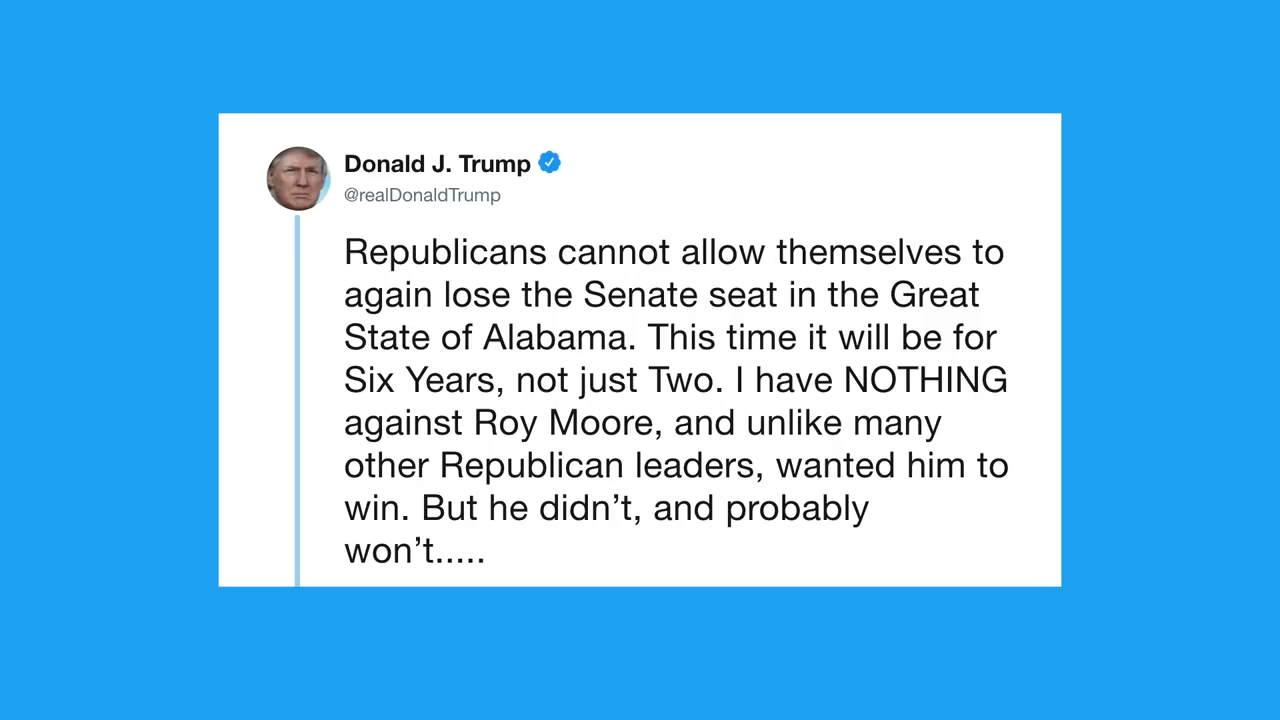 Donald J. Trump
@realDonaldTrump
Republicans cannot allow themselves to
again lose the Senate seat in the Great
State of Alabama. This time it will be for
Six Years, not just Two. I have NOTHING
against Roy Moore, and unlike many
other Republican leaders, wanted him to
win. But he didn’t, and probably
won’t.....